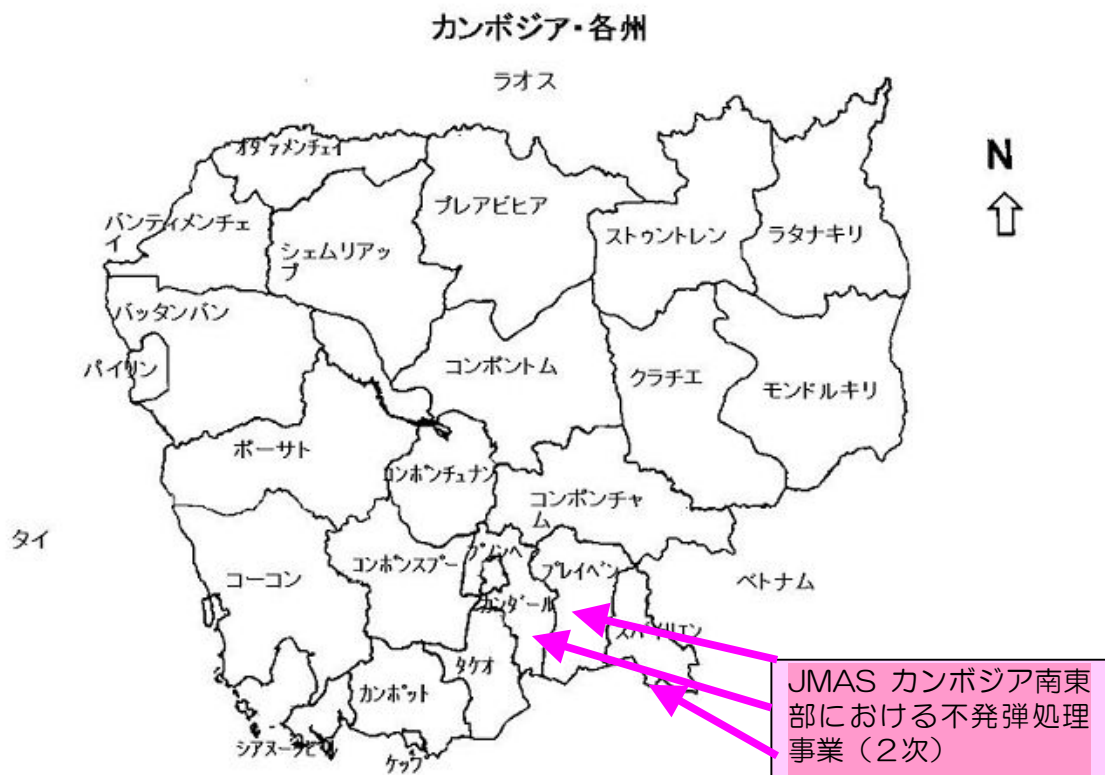 カンボジア・各州
ラオス
N
オダァメンチェイ
プレアビヒア
バンティメンチェ
イ
シェムリアッ
プ
ストゥントレン
ラタナキリ
バッタンバン
パイリン
コンポントム
クラチエ
モンドルキリ
ポーサト
コンポンチュナン
コンポンチャ
ム
タイ
コーコン
コンポンスプー
プノンペ
プレイベン
ベトナム
カンダール
スバイリエン
タケオ
カンポット
シアヌークビル
ケップ
JMAS カンボジア南東
部における不発弾処理
事業（２次）